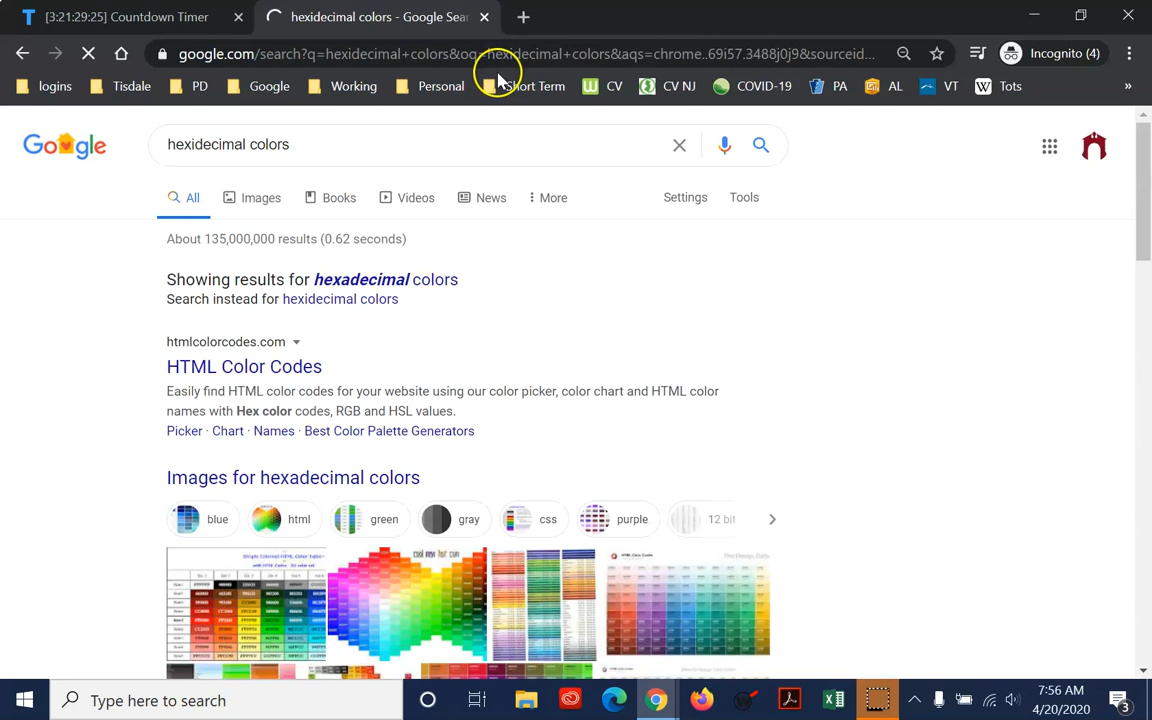 [3:21:29:25] Countdown Timer
hexidecimal colors - Google Sear
google.com/search?q=hexidecimal+colors&oq=hexidecimal+colors&aqs=chrome..69i57.3488j0j9&sourceid...
Incognito (4)
logins
Tisdale
PD
Google
Working
Personal
Short Term
CV
CV NJ
COVID-19
PA
AL
VT
W
Tots
»
Google
hexidecimal colors
All
Images
Books
Videos
News
More
Settings
Tools
About 135,000,000 results (0.62 seconds)
Showing results for hexadecimal colors
Search instead for hexidecimal colors
htmlcolorcodes.com
HTML Color Codes
Easily find HTML color codes for your website using our color picker, color chart and HTML color
names with Hex color codes, RGB and HSL values.
Picker · Chart · Names · Best Color Palette Generators
Images for hexadecimal colors
blue
html
green
gray
css
purple
12 bit
Type here to search
7:56 AM
4/20/2020
3